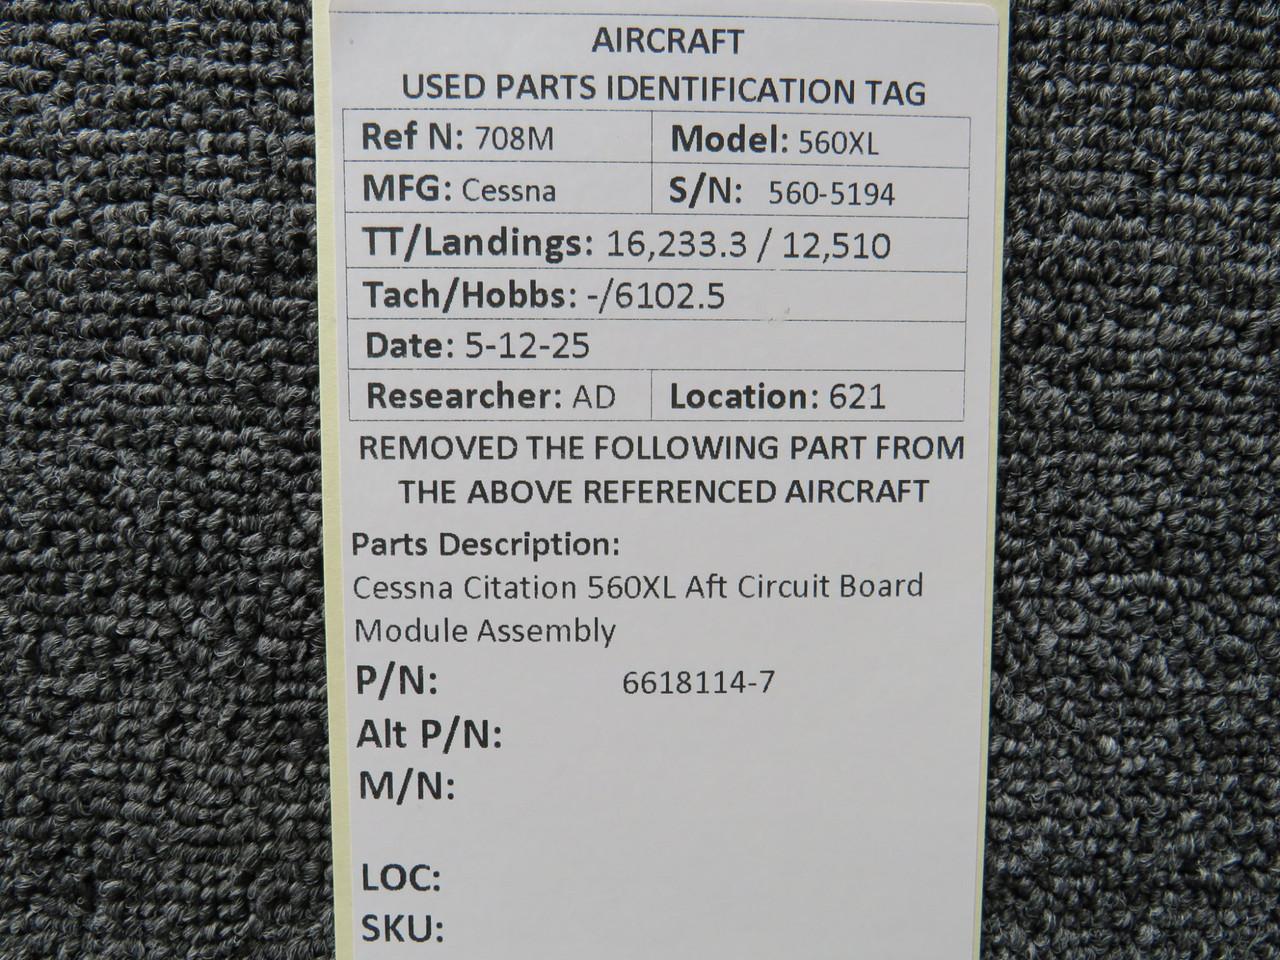 AIRCRAFT
USED PARTS IDENTIFICATION TAG
Ref N: 708M Model: 560XL
MFG: Cessna S/N: 560-5194
TT/Landings: 16,233.3 / 12,510
Tach/Hobbs: -/6102.5
Date: 5-12-25
Researcher: AD Location: 621
REMOVED THE FOLLOWING PART FROM
THE ABOVE REFERENCED AIRCRAFT
Parts Description:
Cessna Citation 560XL Aft Circuit Board
Module Assembly
P/N: 6618114-7
Alt P/N:
M/N:
LOC:
SKU: